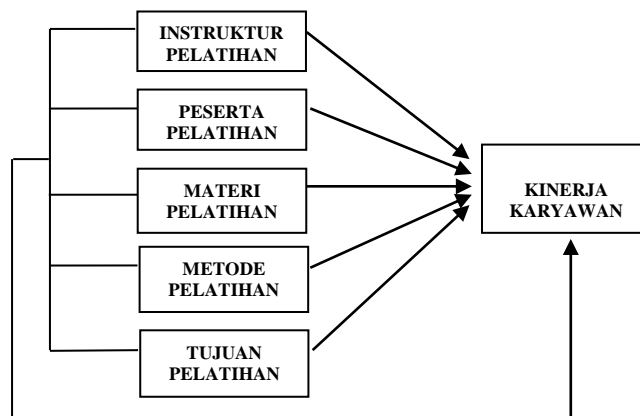 INSTRUKTUR
PELATIHAN
PESERTA
PELATIHAN
MATERI
PELATIHAN
METODE
PELATIHAN
TUJUAN
PELATIHAN
KINERJA
KARYAWAN